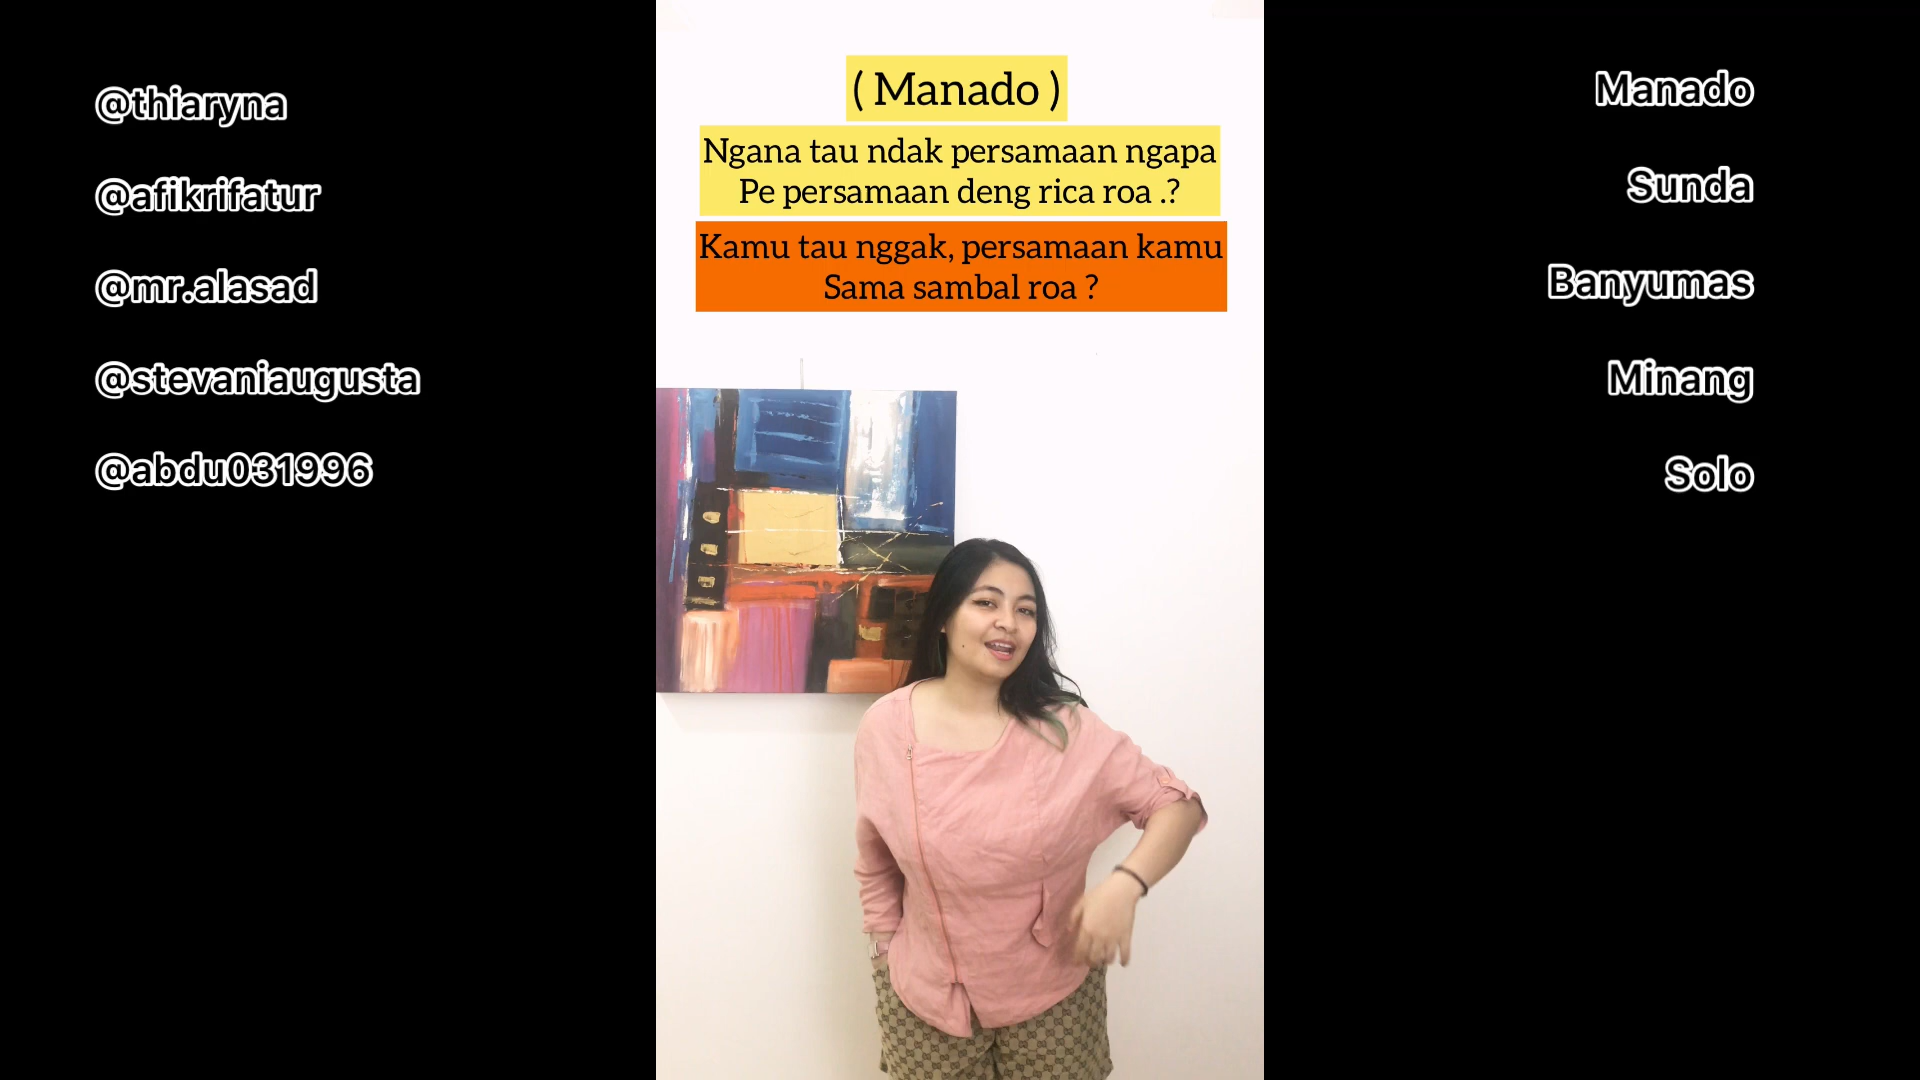 @thiaryna
@afikrifatur
@mr.alasad
@stevaniaugusta
@abdu031996
( Manado )
Ngana tau ndak persamaan ngapa
Pe persamaan deng rica roa .?
Kamu tau nggak, persamaan kamu
Sama sambal roa ?
Manado
Sunda
Banyumas
Minang
Solo